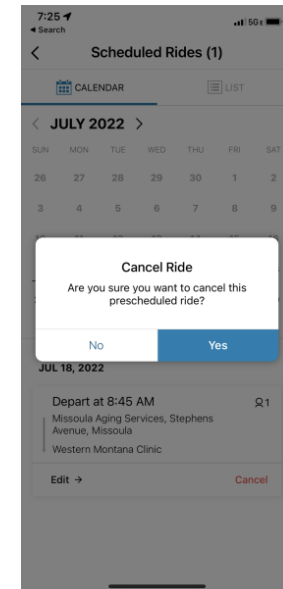 7:25
5G
◄ Search
Scheduled Rides (1)
CALENDAR
LIST
JULY 2022
SUN MON TUE WED THU FRI SAT
26 27 28 29 30 1 2
3 4 5 6 7 8 9
Cancel Ride
Are you sure you want to cancel this
prescheduled ride?
No
Yes
JUL 18, 2022
Depart at 8:45 AM
1
Missoula Aging Services, Stephens
Avenue, Missoula
Western Montana Clinic
Edit →
Cancel